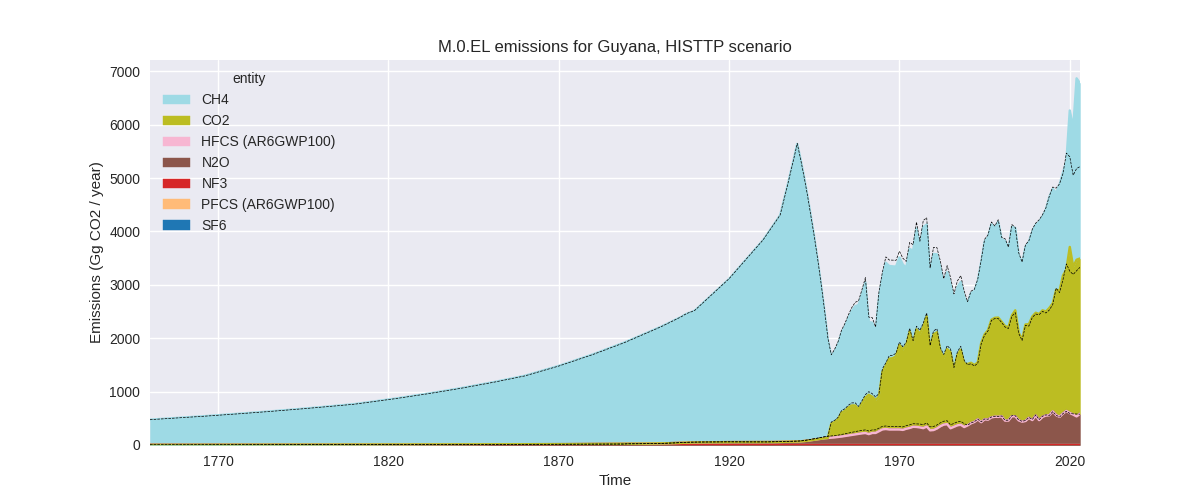 M.0.EL emissions for Guyana, HISTTP scenario
7000
6000
5000
4000
3000
2000
1000
0
Emissions (Gg CO2 / year)
entity
CH4
CO2
HFCS (AR6GWP100)
N2O
NF3
PFCS (AR6GWP100)
SF6
1770
1820
1870
1920
1970
2020
Time